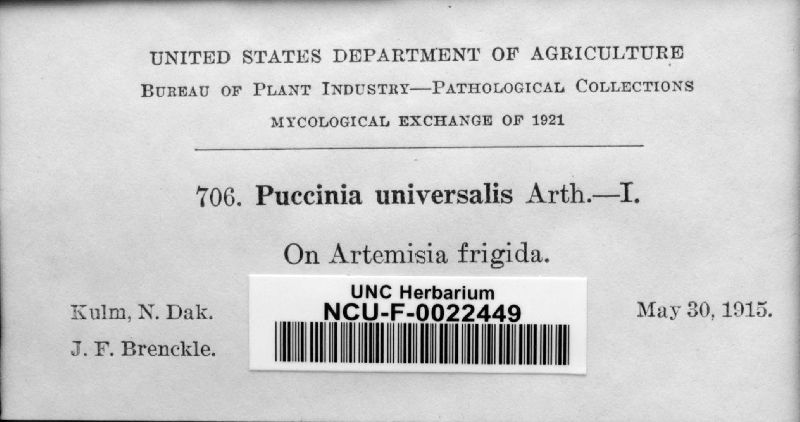 UNITED STATES DEPARTMENT OF AGRICULTURE
BUREAU OF PLANT INDUSTRY—PATHOLOGICAL COLLECTIONS
MYCOLOGICAL EXCHANGE OF 1921
706. Puccinia universalis Arth.—I.
On Artemisia frigida.
UNC Herbarium
NCU-F-0022449
Kulm, N. Dak.
May 30, 1915.
J. F. Brenckle.